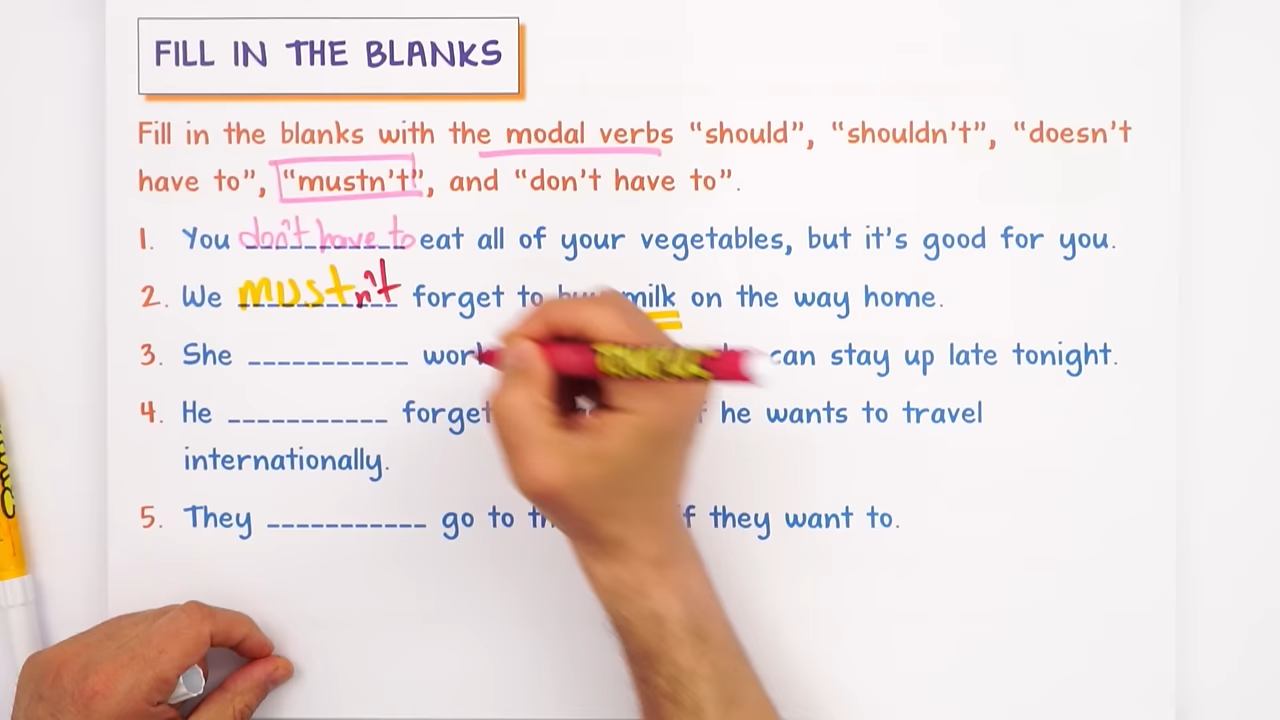 FILL IN THE BLANKS
Fill in the blanks with the modal verbs “should”, “shouldn’t”, “doesn’t
have to”, “mustn’t”, and “don’t have to”.
1. You don't have to eat all of your vegetables, but it’s good for you.
2. We mustn't forget to milk on the way home.
3. She ___________ can stay up late tonight.
4. He ___________ forget he wants to travel
internationally.
5. They ___________ go to they want to.